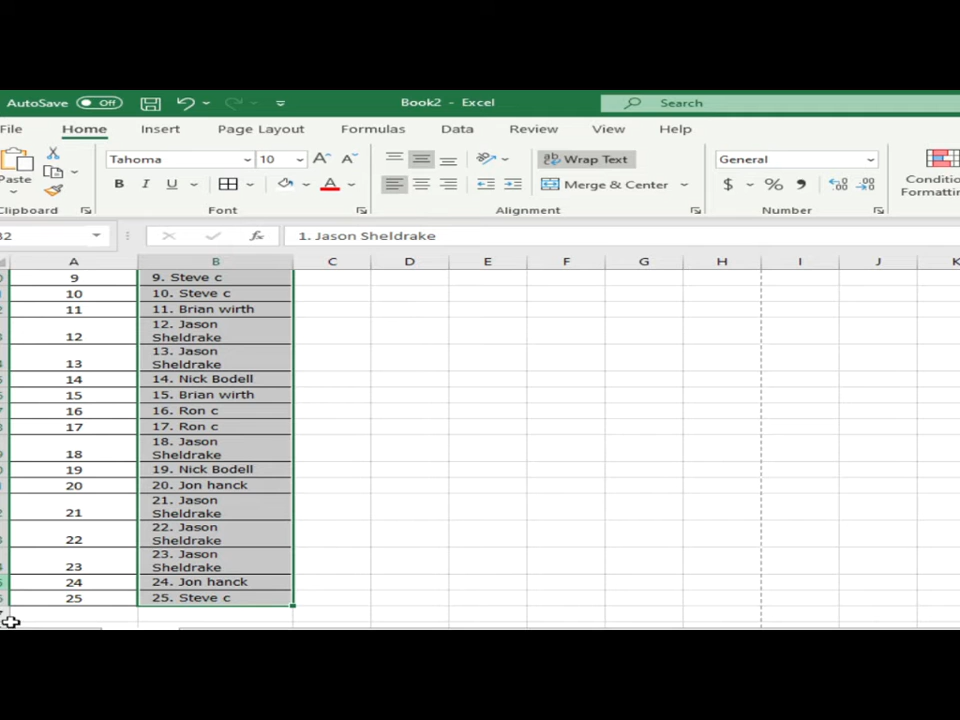 AutoSave Off Book2 - Excel Search
File Home Insert Page Layout Formulas Data Review View Help
Tahoma 10 A A Wrap Text General
Paste B I U A Merge & Center $ % , Conditio
Formattin
Clipboard Font Alignment Number
B2 fx 1. Jason Sheldrake
A B C D E F G H I J K
9 9. Steve c
10 10. Steve c
11 11. Brian wirth
12. Jason
12 Sheldrake
13. Jason
13 Sheldrake
14 14. Nick Bodell
15 15. Brian wirth
16 16. Ron c
17 17. Ron c
18. Jason
18 Sheldrake
19 19. Nick Bodell
20 20. Jon hanck
21. Jason
21 Sheldrake
22. Jason
22 Sheldrake
23. Jason
23 Sheldrake
24 24. Jon hanck
25 25. Steve c